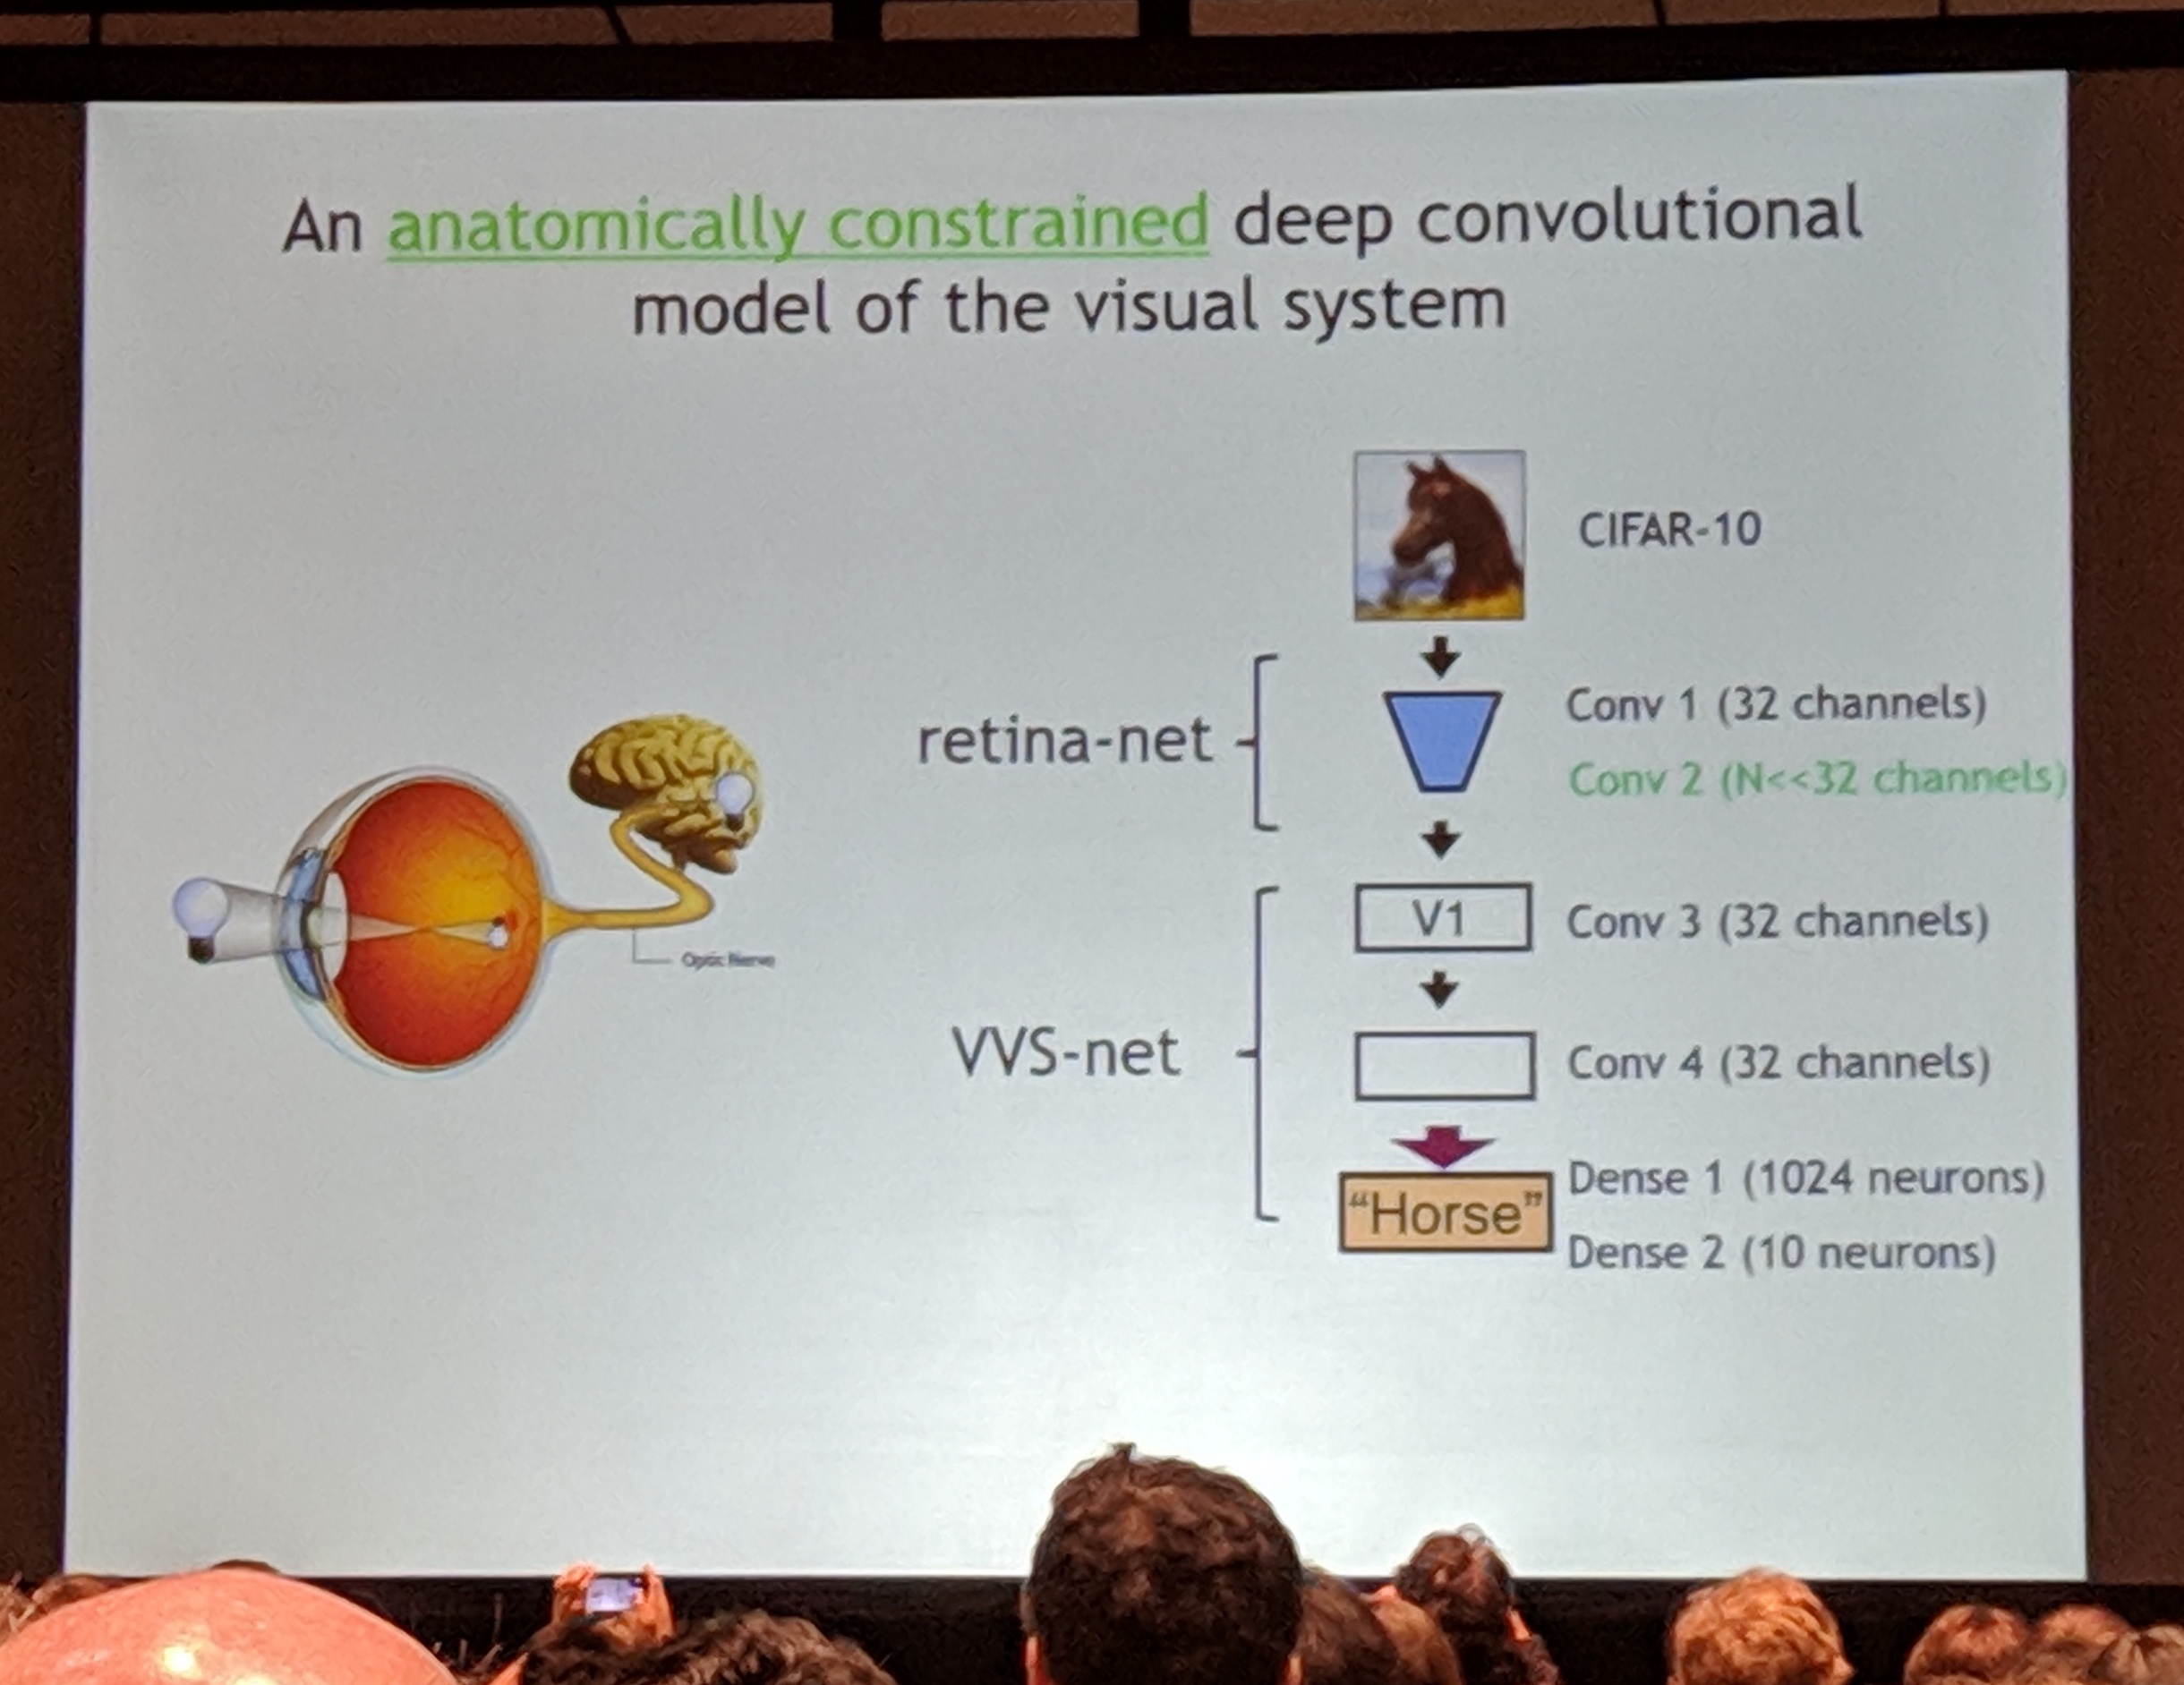 An anatomically constrained deep convolutional
model of the visual system
CIFAR-10
retina-net
Conv 1 (32 channels)
Conv 2 (N<<32 channels)
V1
Conv 3 (32 channels)
VVS-net
Conv 4 (32 channels)
"Horse"
Dense 1 (1024 neurons)
Dense 2 (10 neurons)
Optic Nerve